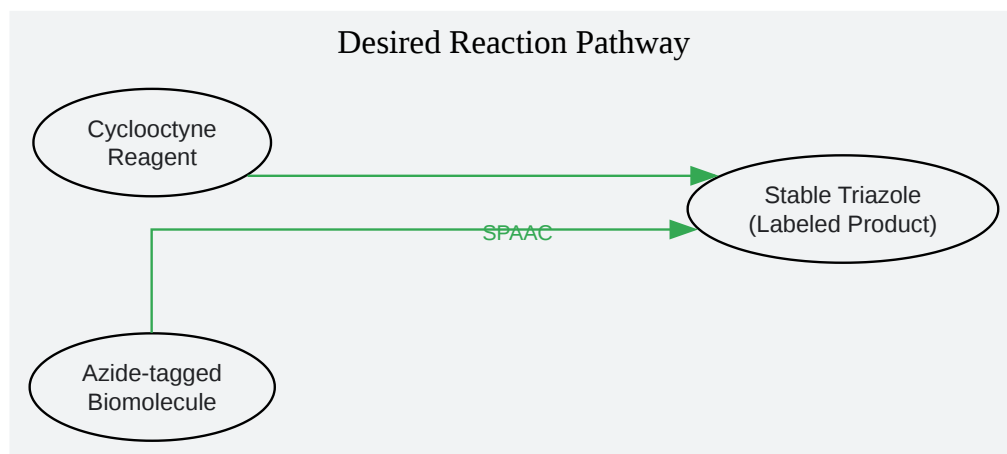 Desired Reaction Pathway
Cyclooctyne
Reagent
Stable Triazole
(Labeled Product)
SPAAC
Azide-tagged
Biomolecule